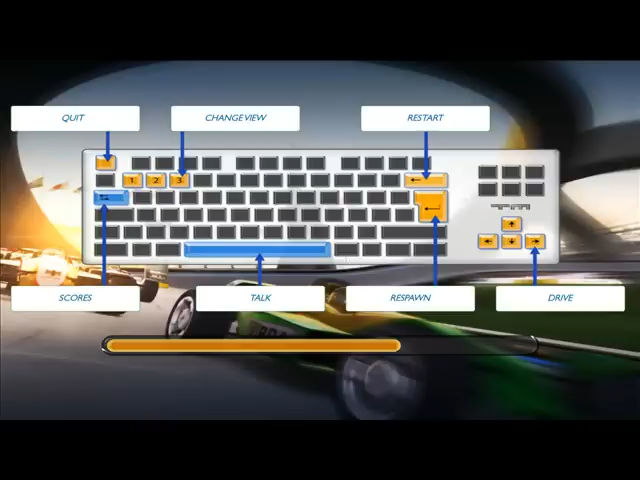 QUIT
CHANGE VIEW
RESTART
1 2 3
SCORES
TALK
RESPAWN
DRIVE